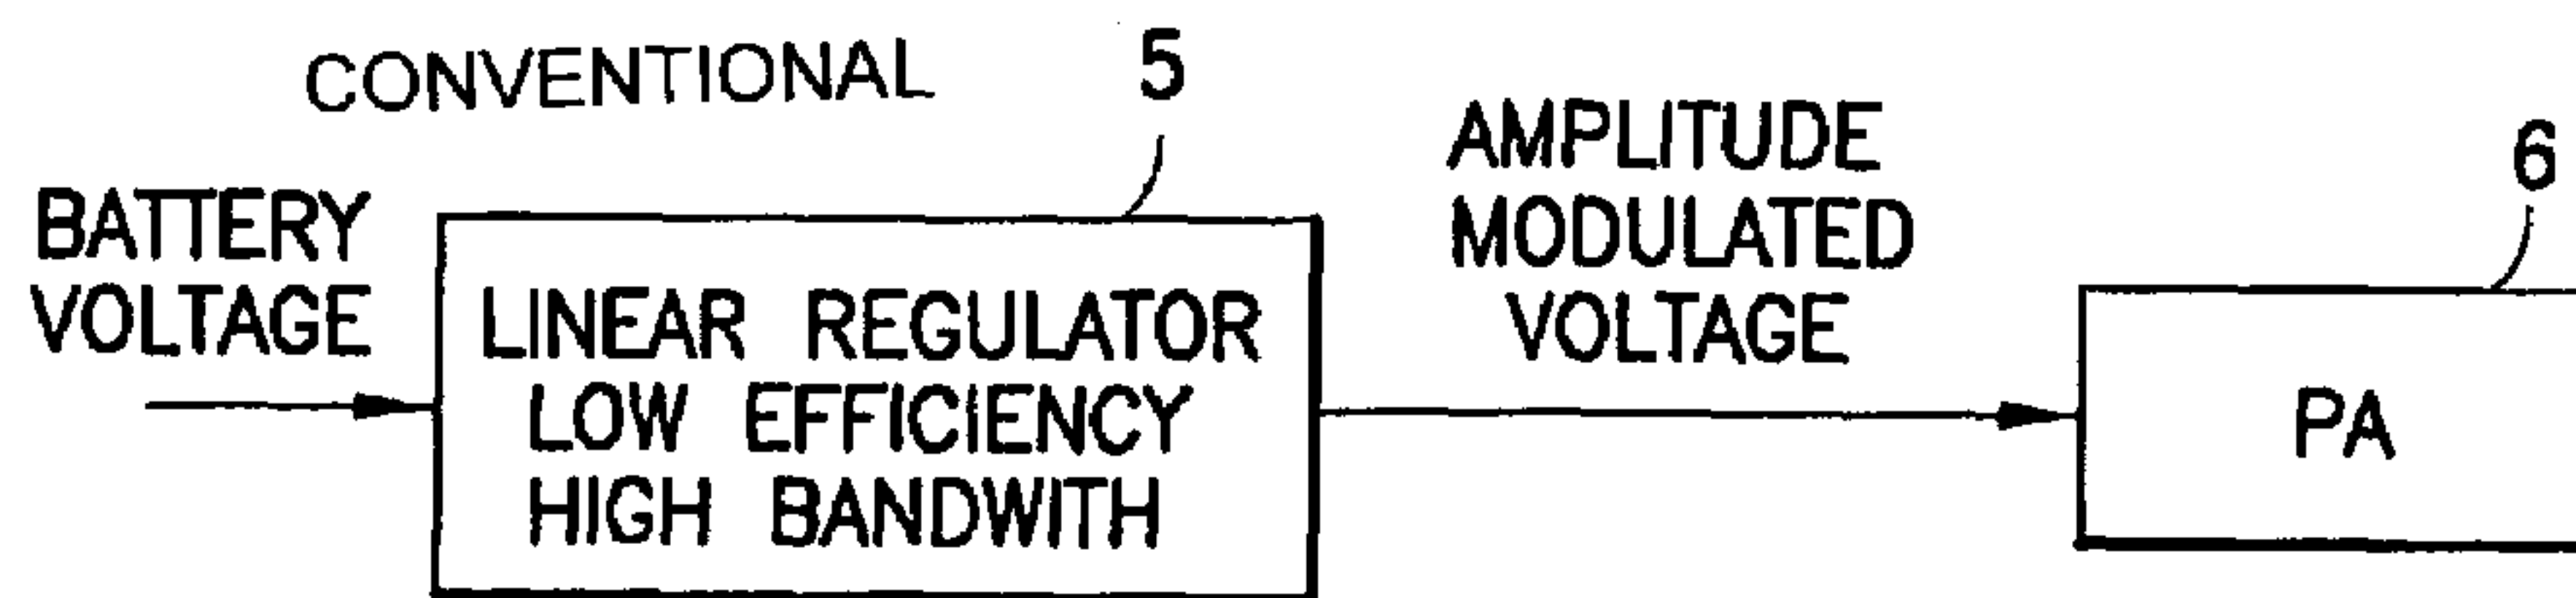 CONVENTIONAL
5
BATTERY
VOLTAGE
LINEAR REGULATOR
LOW EFFICIENCY
HIGH BANDWITH
AMPLITUDE
MODULATED
VOLTAGE
6
PA